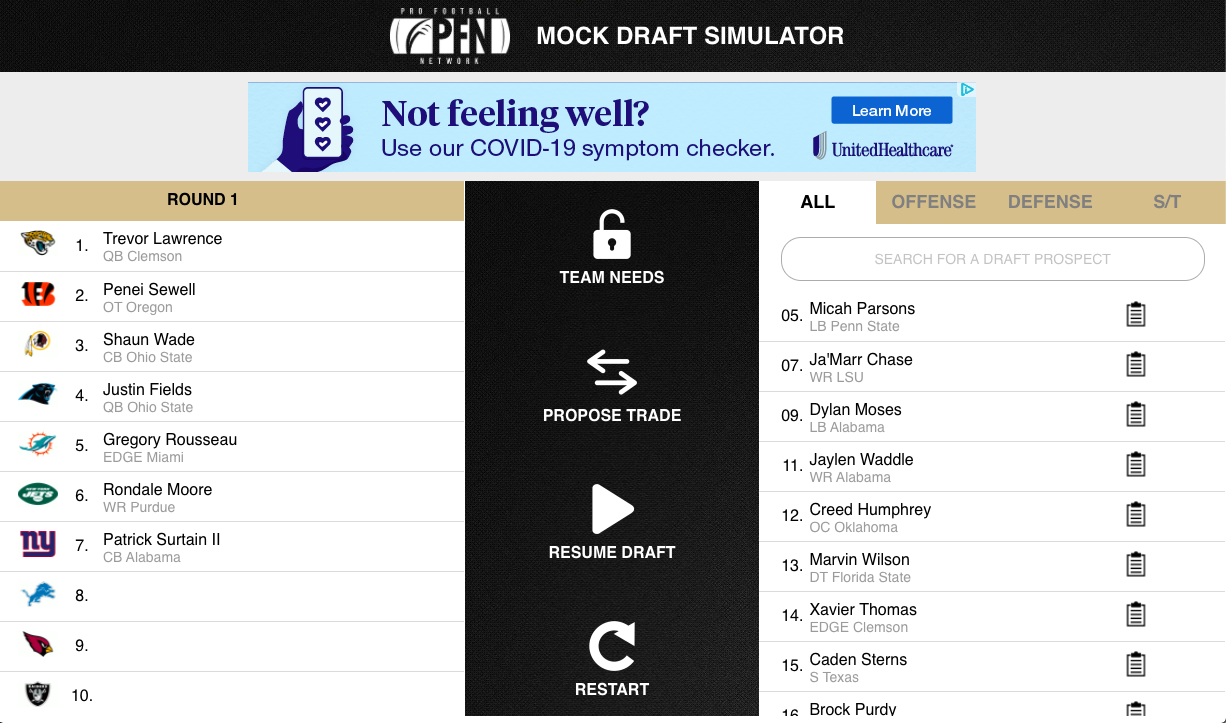 PRO FOOTBALL
PFN
NETWORK
MOCK DRAFT SIMULATOR
Not feeling well?
Use our COVID-19 symptom checker.
Learn More
UnitedHealthcare
ROUND 1
1. Trevor Lawrence
QB Clemson
2. Penei Sewell
OT Oregon
3. Shaun Wade
CB Ohio State
4. Justin Fields
QB Ohio State
5. Gregory Rousseau
EDGE Miami
NEW YORK
JETS
6. Rondale Moore
WR Purdue
ny
7. Patrick Surtain II
CB Alabama
8.
9.
RAIDERS
10.
TEAM NEEDS
PROPOSE TRADE
RESUME DRAFT
RESTART
ALL OFFENSE DEFENSE S/T
SEARCH FOR A DRAFT PROSPECT
05. Micah Parsons
LB Penn State
07. Ja'Marr Chase
WR LSU
09. Dylan Moses
LB Alabama
11. Jaylen Waddle
WR Alabama
12. Creed Humphrey
OC Oklahoma
13. Marvin Wilson
DT Florida State
14. Xavier Thomas
EDGE Clemson
15. Caden Sterns
S Texas
16. Brock Purdy